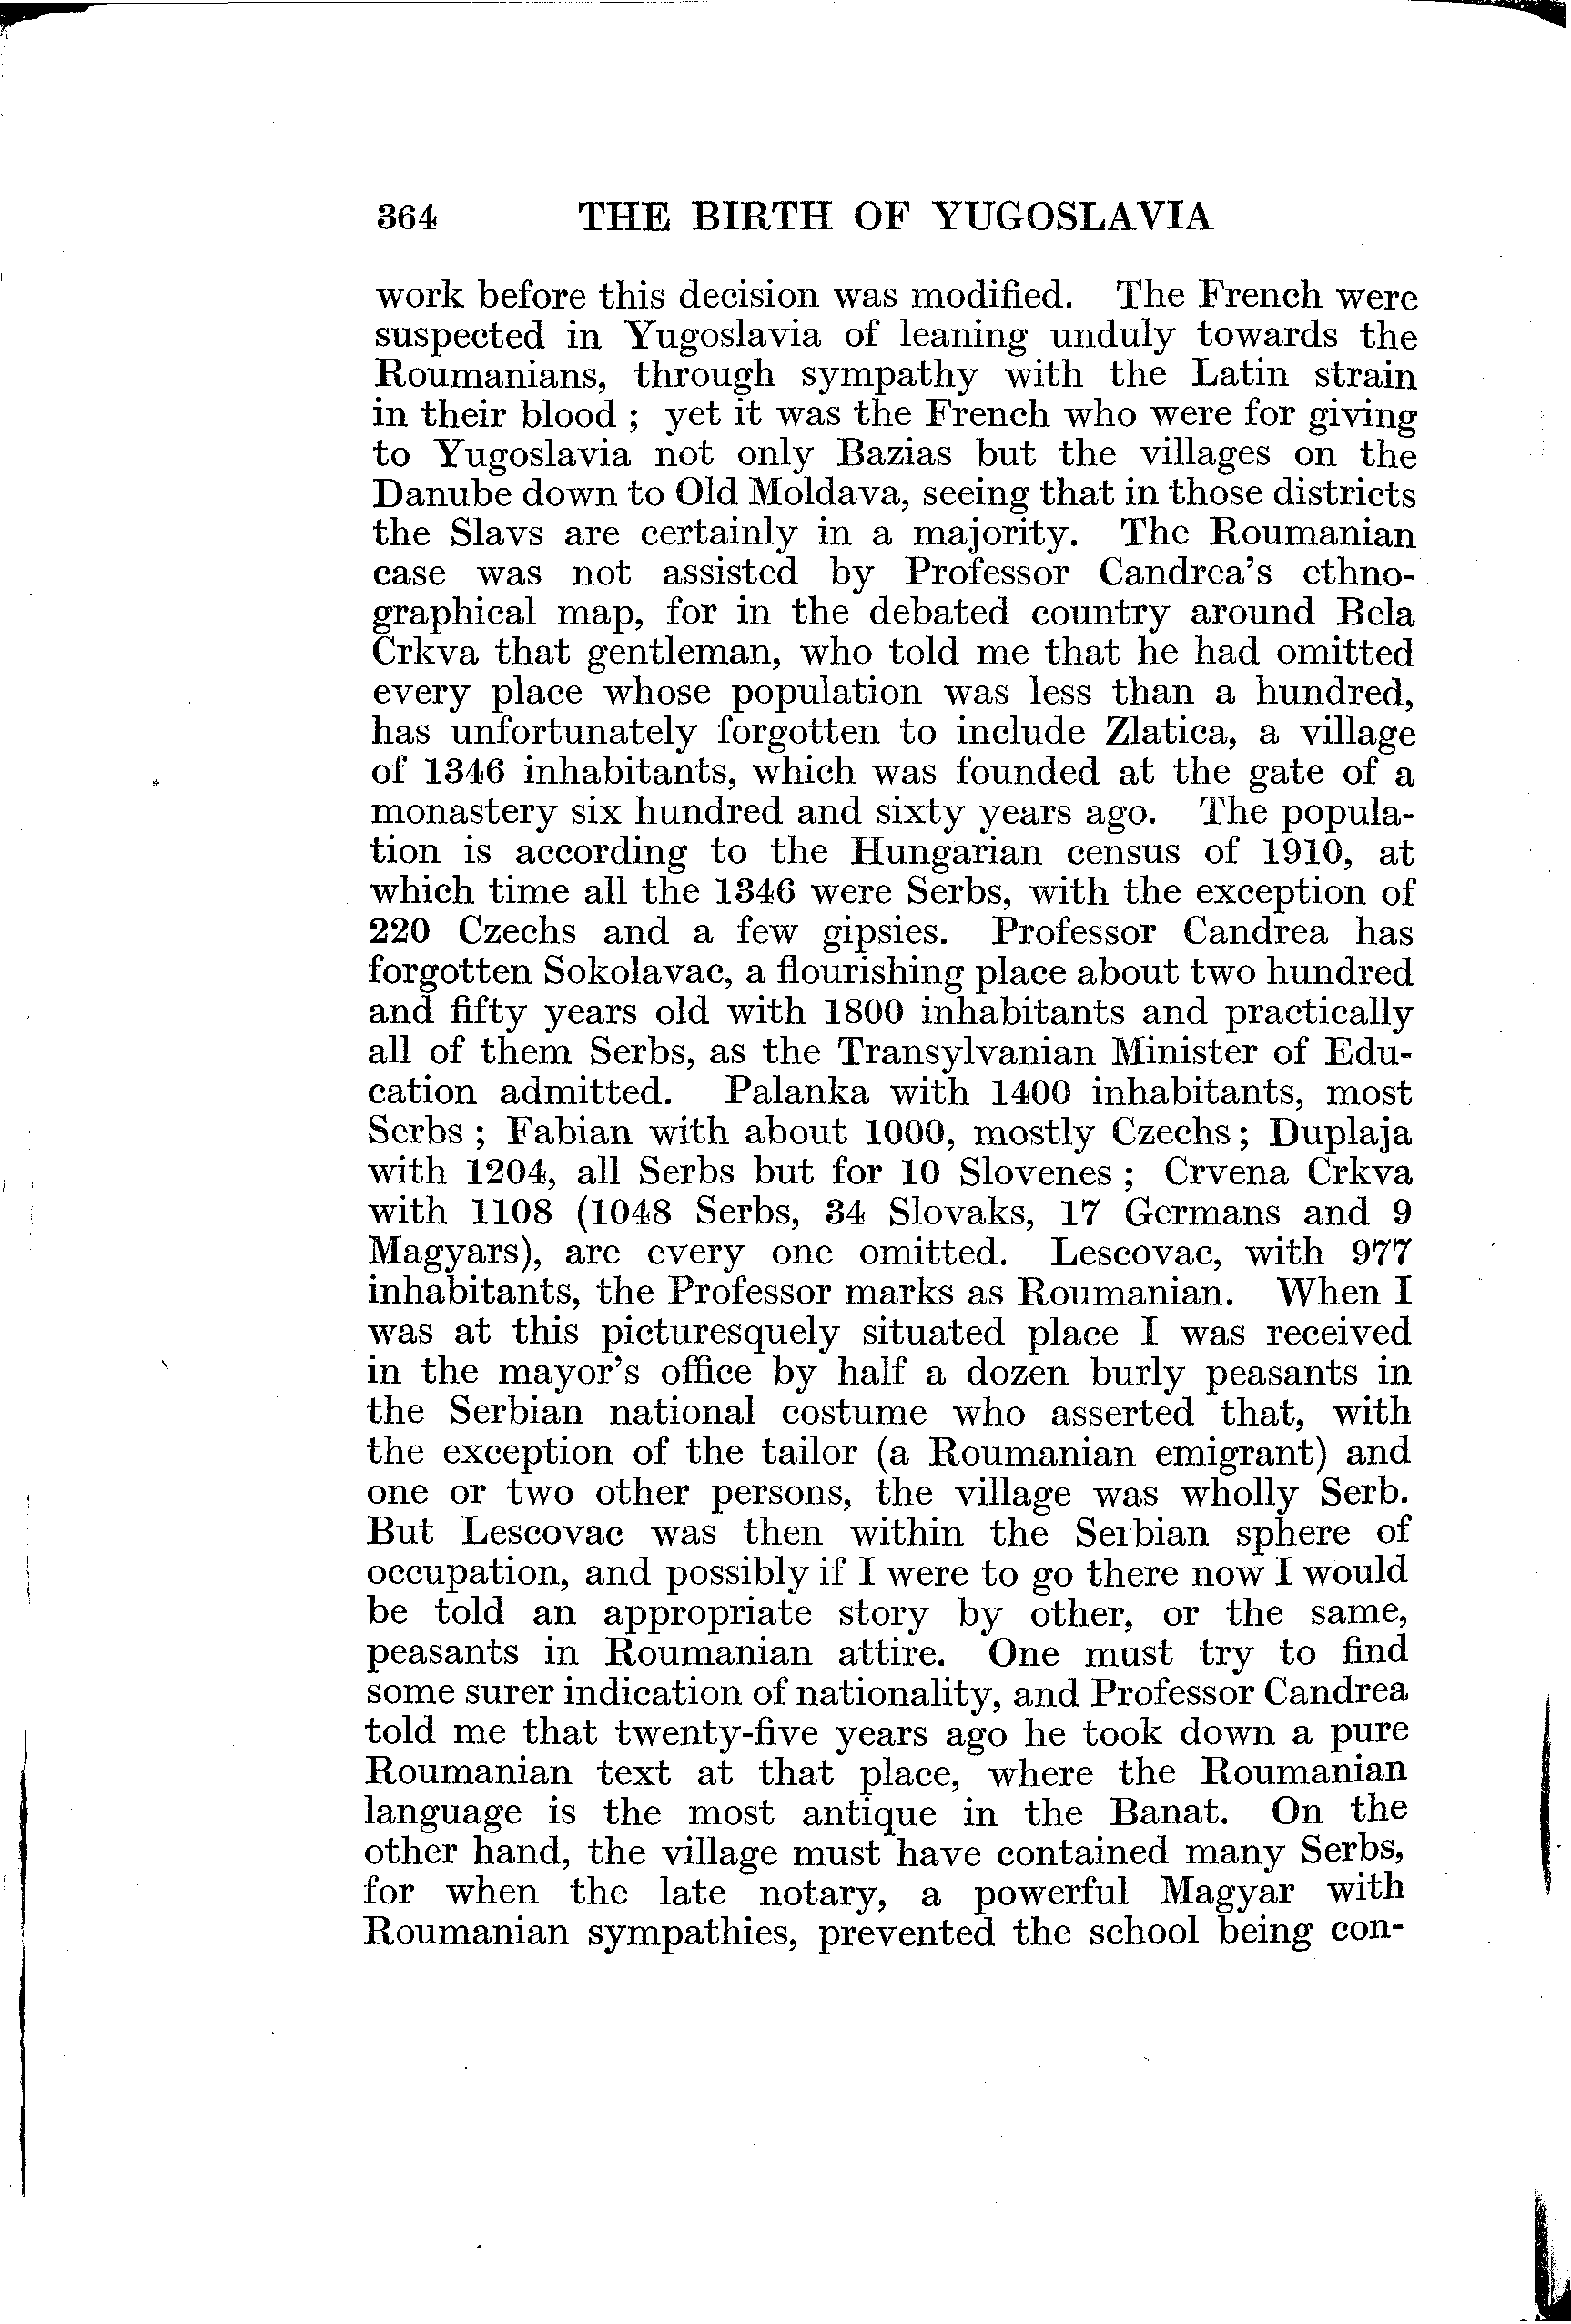 364 THE BIRTH OF YUGOSLAVIA
work before this decision was modified. The French were
suspected in Yugoslavia of leaning unduly towards the
Roumanians, through sympathy with the Latin strain
in their blood ; yet it was the French who were for giving
to Yugoslavia not only Bazias but the villages on the
Danube down to Old Moldava, seeing that in those districts
the Slavs are certainly in a majority. The Roumanian
case was not assisted by Professor Candrea's ethno-
graphical map, for in the debated country around Bela
Crkva that gentleman, who told me that he had omitted
every place whose population was less than a hundred,
has unfortunately forgotten to include Zlatica, a village
of 1346 inhabitants, which was founded at the gate of a
monastery six hundred and sixty years ago. The popula-
tion is according to the Hungarian census of 1910, at
which time all the 1346 were Serbs, with the exception of
220 Czechs and a few gipsies. Professor Candrea has
forgotten Sokolavac, a flourishing place about two hundred
and fifty years old with 1800 inhabitants and practically
all of them Serbs, as the Transylvanian Minister of Edu-
cation admitted. Palanka with 1400 inhabitants, most
Serbs ; Fabian with about 1000, mostly Czechs ; Duplaja
with 1204, all Serbs but for 10 Slovenes ; Crvena Crkva
with 1108 (1048 Serbs, 34 Slovaks, 17 Germans and 9
Magyars), are every one omitted. Lescovac, with 977
inhabitants, the Professor marks as Roumanian. When I
was at this picturesquely situated place I was received
in the mayor's office by half a dozen burly peasants in
the Serbian national costume who asserted that, with
the exception of the tailor (a Roumanian emigrant) and
one or two other persons, the village was wholly Serb.
But Lescovac was then within the Serbian sphere of
occupation, and possibly if I were to go there now I would
be told an appropriate story by other, or the same,
peasants in Roumanian attire. One must try to find
some surer indication of nationality, and Professor Candrea
told me that twenty-five years ago he took down a pure
Roumanian text at that place, where the Roumanian
language is the most antique in the Banat. On the
other hand, the village must have contained many Serbs,
for when the late notary, a powerful Magyar with
Roumanian sympathies, prevented the school being con-